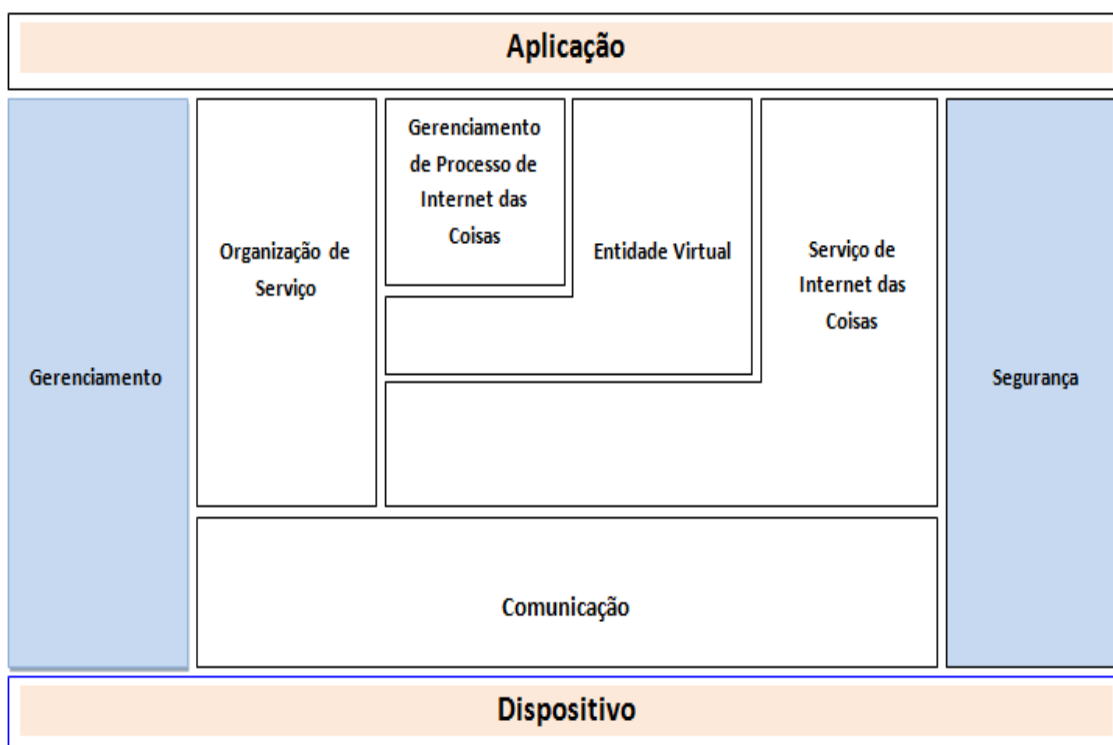 Aplicação
Gerenciamento
Organização de
Serviço
Gerenciamento
de Processo de
Internet das
Coisas
Entidade Virtual
Serviço de
Internet das
Coisas
Segurança
Comunicação
Dispositivo